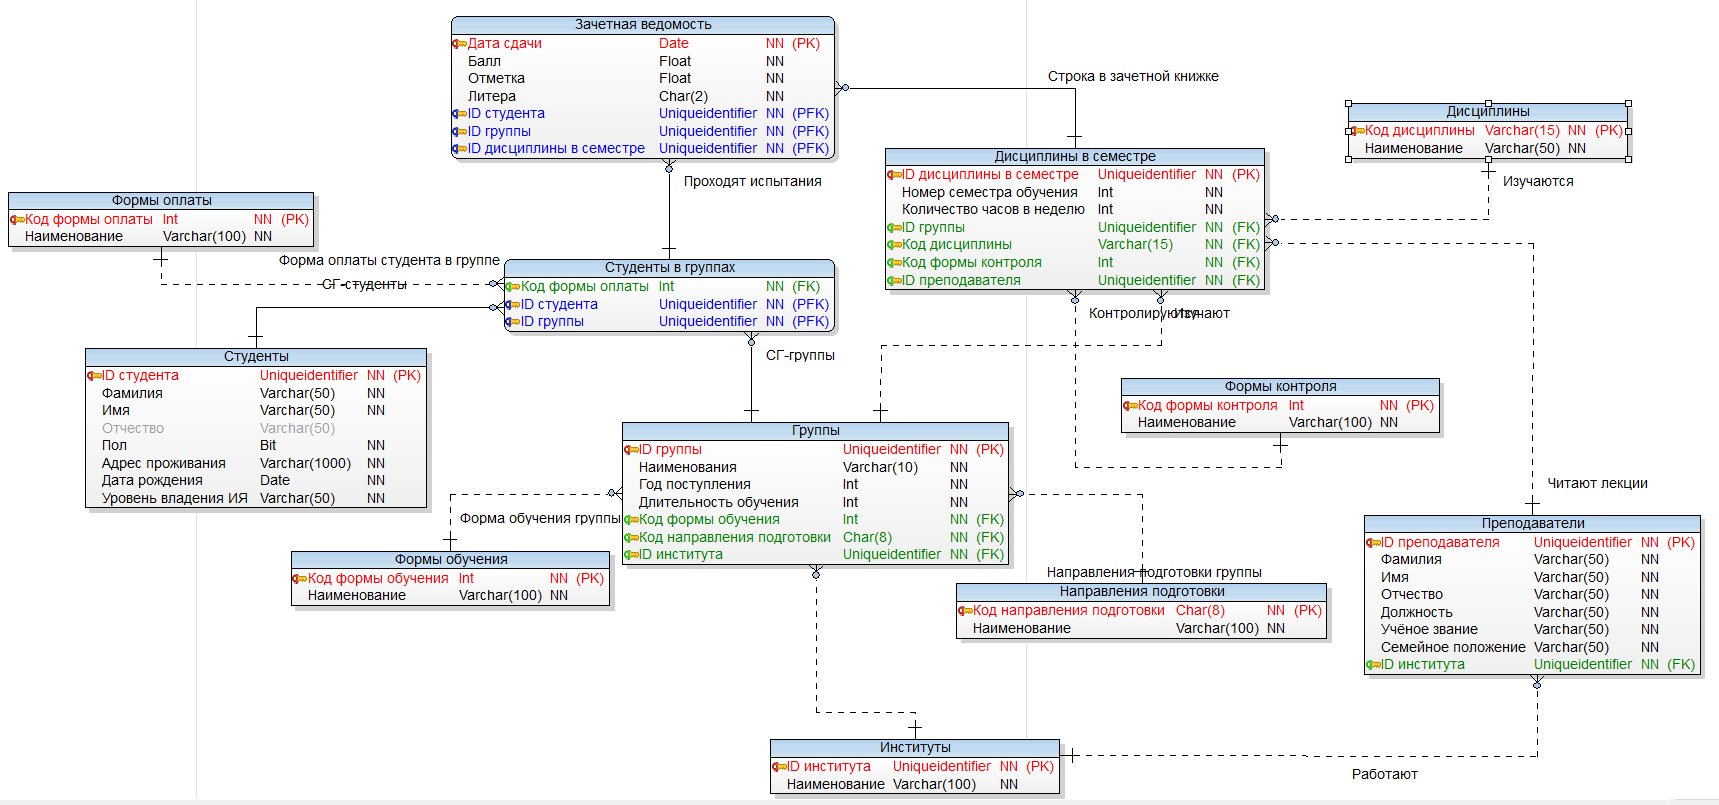 Зачетная ведомость
Дата сдачи Date NN (PK)
Балл Float NN
Отметка Float NN
Литера Char(2) NN
ID студента Uniqueidentifier NN (PFK)
ID группы Uniqueidentifier NN (PFK)
ID дисциплины в семестре Uniqueidentifier NN (PFK)
Строка в зачетной книжке
Дисциплины
Код дисциплины Varchar(15) NN (PK)
Наименование Varchar(50) NN
Изучаются
Проходят испытания
Дисциплины в семестре
ID дисциплины в семестре Uniqueidentifier NN (PK)
Номер семестра обучения Int NN
Количество часов в неделю Int NN
ID группы Uniqueidentifier NN (FK)
Код дисциплины Varchar(15) NN (FK)
Код формы контроля Int NN (FK)
ID преподавателя Uniqueidentifier NN (FK)
Формы оплаты
Код формы оплаты Int NN (PK)
Наименование Varchar(100) NN
Форма оплаты студента в группе
СГ-студенты
Студенты в группах
Код формы оплаты Int NN (FK)
ID студента Uniqueidentifier NN (PFK)
ID группы Uniqueidentifier NN (PFK)
Контролируются
Изучают
СГ-группы
Студенты
ID студента Uniqueidentifier NN (PK)
Фамилия Varchar(50) NN
Имя Varchar(50) NN
Отчество Varchar(50)
Пол Bit NN
Адрес проживания Varchar(1000) NN
Дата рождения Date NN
Уровень владения ИЯ Varchar(50) NN
Формы контроля
Код формы контроля Int NN (PK)
Наименование Varchar(100) NN
Группы
ID группы Uniqueidentifier NN (PK)
Наименования Varchar(10) NN
Год поступления Int NN
Длительность обучения Int NN
Код формы обучения Int NN (FK)
Код направления подготовки Char(8) NN (FK)
ID института Uniqueidentifier NN (FK)
Форма обучения группы
Формы обучения
Код формы обучения Int NN (PK)
Наименование Varchar(100) NN
Направления подготовки группы
Направления подготовки
Код направления подготовки Char(8) NN (PK)
Наименование Varchar(100) NN
Читают лекции
Преподаватели
ID преподавателя Uniqueidentifier NN (PK)
Фамилия Varchar(50) NN
Имя Varchar(50) NN
Отчество Varchar(50) NN
Должность Varchar(50) NN
Учёное звание Varchar(50) NN
Семейное положение Varchar(50) NN
ID института Uniqueidentifier NN (FK)
Институты
ID института Uniqueidentifier NN (PK)
Наименование Varchar(100) NN
Работают